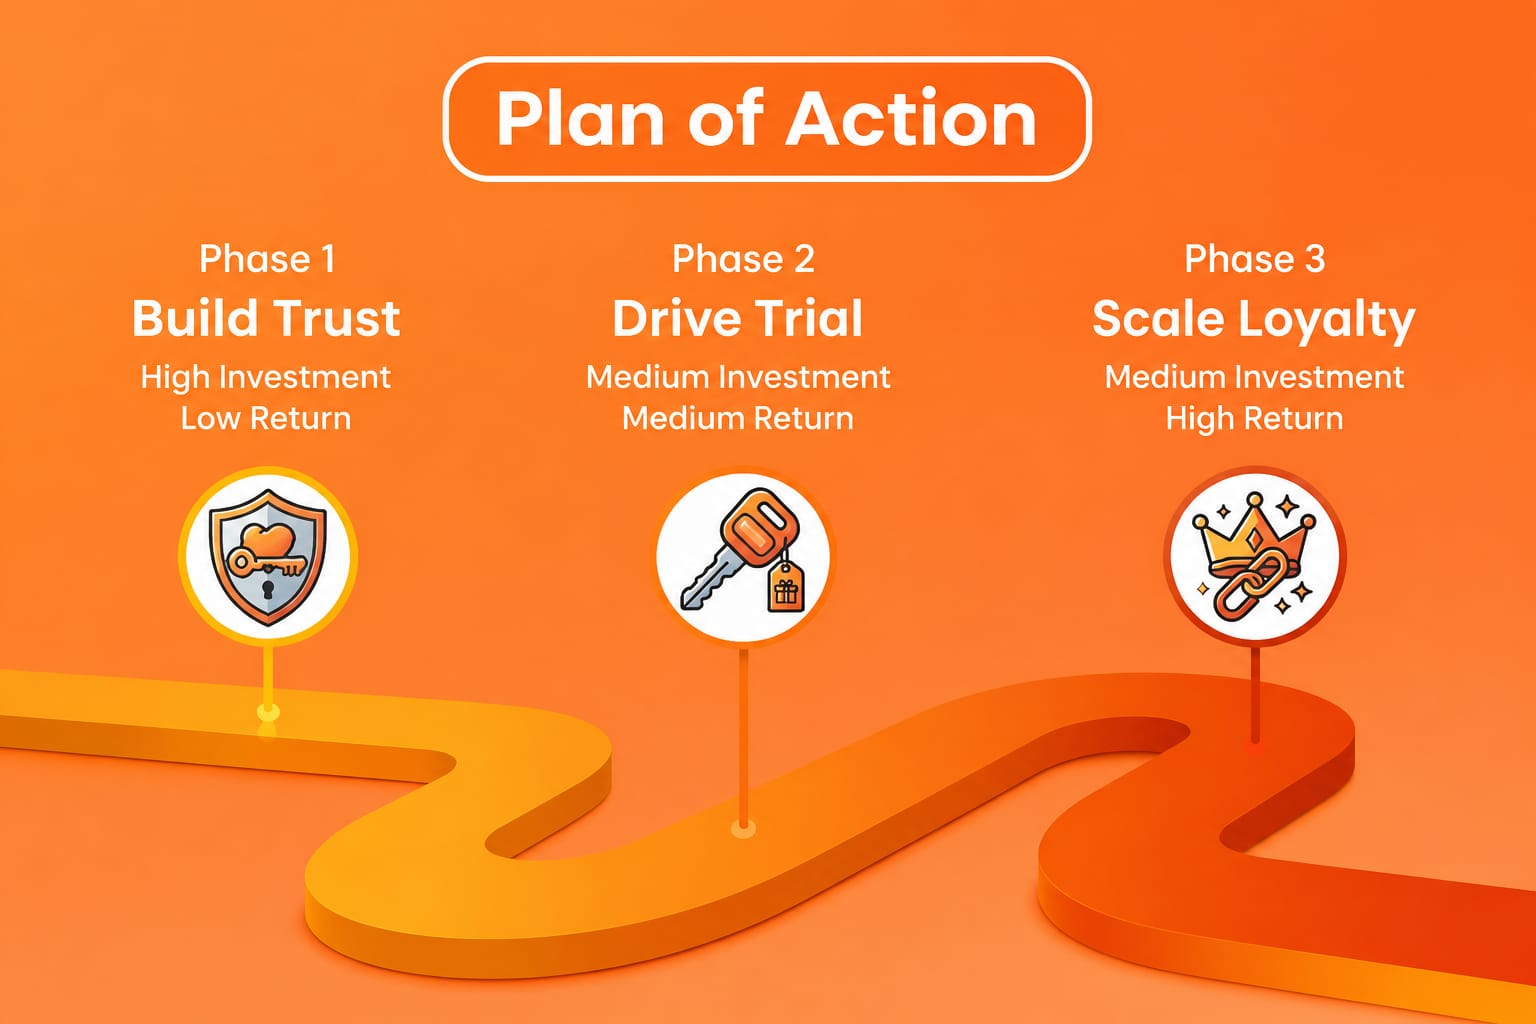 Plan of Action
Phase 1
Build Trust
High Investment
Low Return
Phase 2
Drive Trial
Medium Investment
Medium Return
Phase 3
Scale Loyalty
Medium Investment
High Return